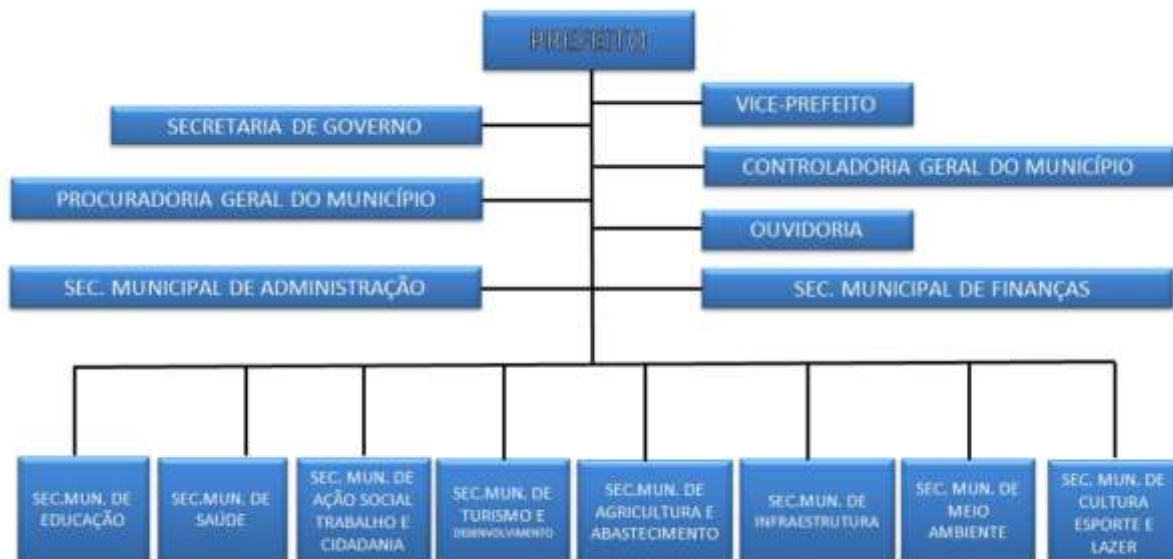 PREFEITO
VICE-PREFEITO
SECRETARIA DE GOVERNO
CONTROLADORIA GERAL DO MUNICÍPIO
PROCURADORIA GERAL DO MUNICÍPIO
OUVIDORIA
SEC. MUNICIPAL DE ADMINISTRAÇÃO
SEC. MUNICIPAL DE FINANÇAS
SEC.MUN. DE
EDUCAÇÃO
SEC.MUN. DE
SAÚDE
SEC. MUN. DE
AÇÃO SOCIAL
TRABALHO E
CIDADANIA
SEC.MUN. DE
TURISMO E
DESENVOLVIMENTO
SEC.MUN. DE
AGRICULTURA E
ABASTECIMENTO
SEC.MUN. DE
INFRAESTRUTURA
SEC. MUN. DE
MEIO
AMBIENTE
SEC. MUN. DE
CULTURA
ESPORTE E
LAZER